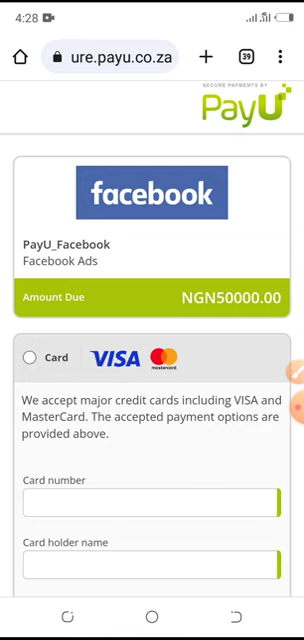 4:28
ure.payu.co.za
39
SECURE PAYMENTS BY
PayU
facebook
PayU_Facebook
Facebook Ads
Amount Due NGN50000.00
Card VISA mastercard
We accept major credit cards including VISA and
MasterCard. The accepted payment options are
provided above.
Card number
Card holder name